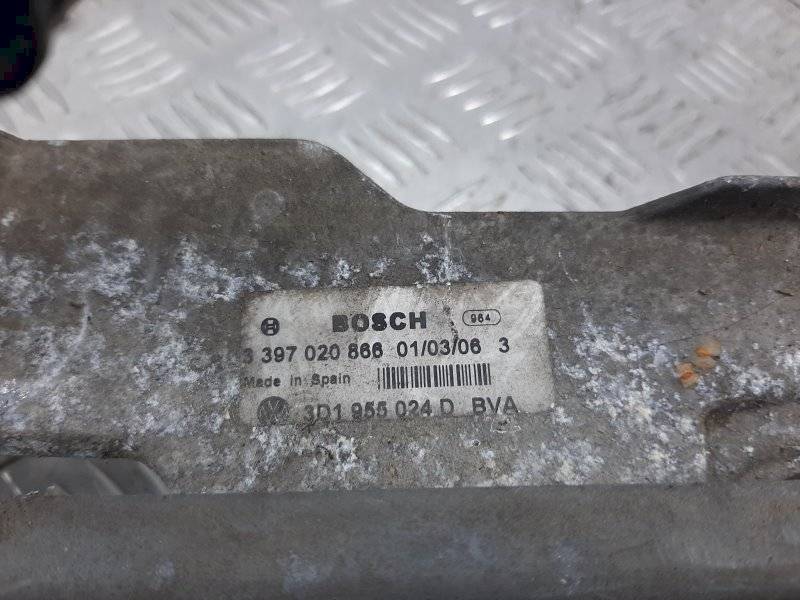 BOSCH 964
3 397 020 866 01/03/06 3
Made in Spain
3D1 955 024 D BVA